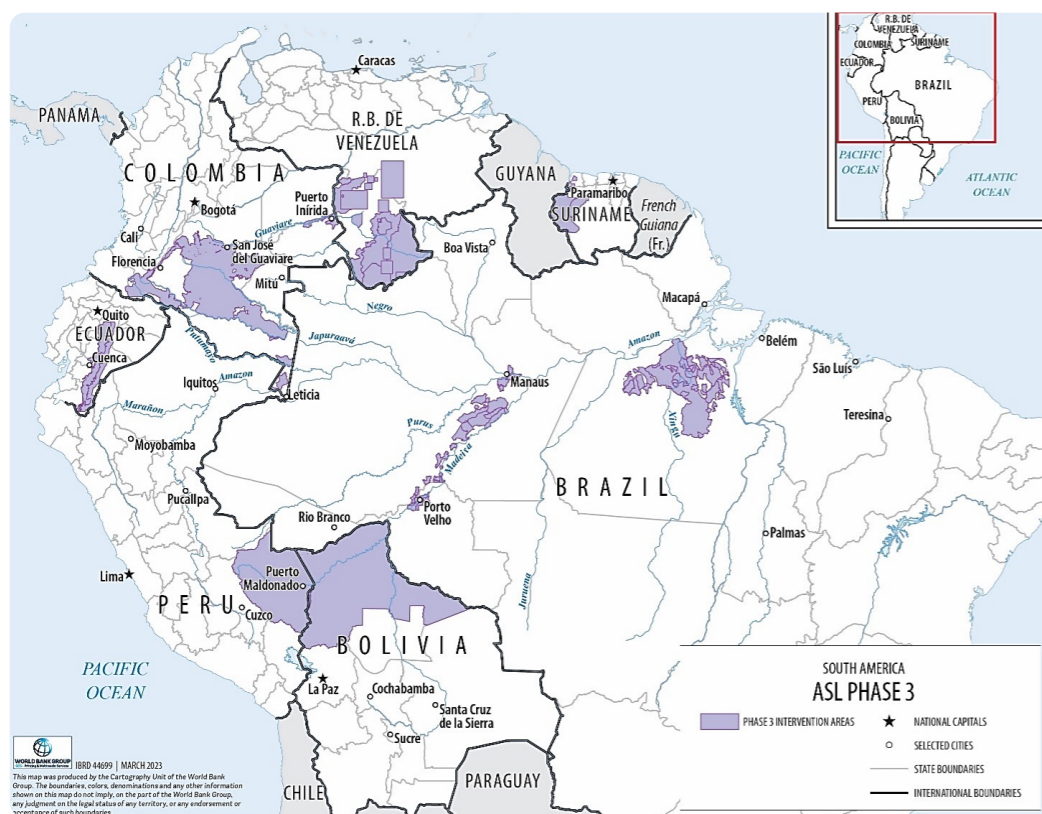 Caracas
PANAMA
R.B. DE
VENEZUELA
COLOMBIA
GUYANA
Paramaribo
SURINAME
French
Guiana
(Fr.)
Puerto
Inírida
Bogotá
Guaviare
Cali
San José
del Guaviare
Boa Vista
Florencia
Mitú
Negro
Macapá
Quito
ECUADOR
Putumayo
Japuraavá
Amazon
Belém
Cuenca
Iquitos
Amazon
Manaus
São Luís
Leticia
Marañon
Purus
Xingu
Teresina
Moyobamba
Madeiva
BRAZIL
Pucallpa
Porto
Velho
Rio Branco
Palmas
Lima
Puerto
Maldonado
Juruena
PERU
Cuzco
BOLIVIA
PACIFIC
OCEAN
La Paz
Cochabamba
Santa Cruz
de la Sierra
Sucre
CHILE
PARAGUAY
R.B. DE
VENEZUELA
COLOMBIA
SURINAME
ECUADOR
BRAZIL
PERU
BOLIVIA
PACIFIC
OCEAN
ATLANTIC
OCEAN
SOUTH AMERICA
ASL PHASE 3
PHASE 3 INTERVENTION AREAS
NATIONAL CAPITALS
SELECTED CITIES
STATE BOUNDARIES
INTERNATIONAL BOUNDARIES
WORLD BANK GROUP
IBRD 44699 | MARCH 2023
This map was produced by the Cartography Unit of the World Bank
Group. The boundaries, colors, denominations and any other information
shown on this map do not imply, on the part of the World Bank Group,
any judgment on the legal status of any territory, or any endorsement or
acceptance of such boundaries.